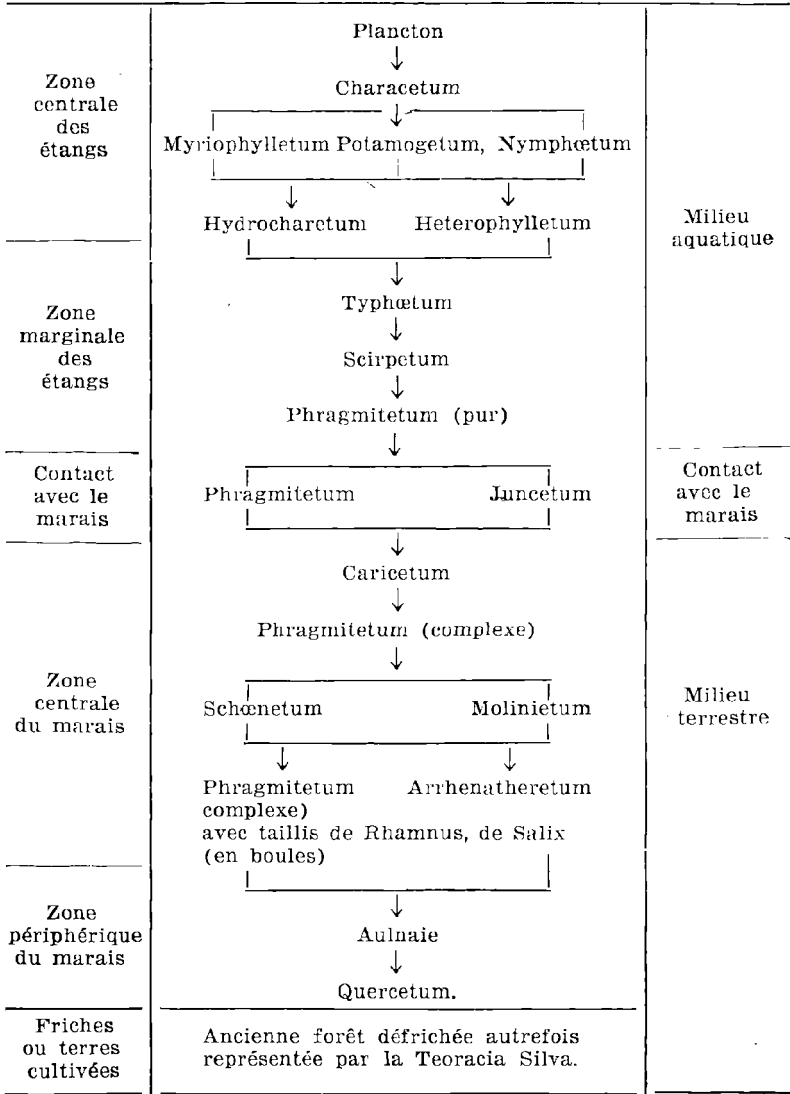 Plancton
Zone
centrale
des
étangs
Characetum
Myriophylletum Potamogetum, Nymphœtum
Hydrocharetum Heterophylletum
Milieu
aquatique
Zone
marginale
des
étangs
Typhœtum
Scirpetum
Phragmitetum (pur)
Contact
avec le
marais
Phragmitetum Juncetum
Contact
avec le
marais
Caricetum
Phragmitetum (complexe)
Zone
centrale
du marais
Schœnetum Molinietum
Milieu
terrestre
Phragmitetum Arrhenatheretum
complexe)
avec taillis de Rhamnus, de Salix
(en boules)
Zone
périphérique
du marais
Aulnaie
Quercetum.
Friches
ou terres
cultivées
Ancienne forêt défrichée autrefois
représentée par la Teoracia Silva.